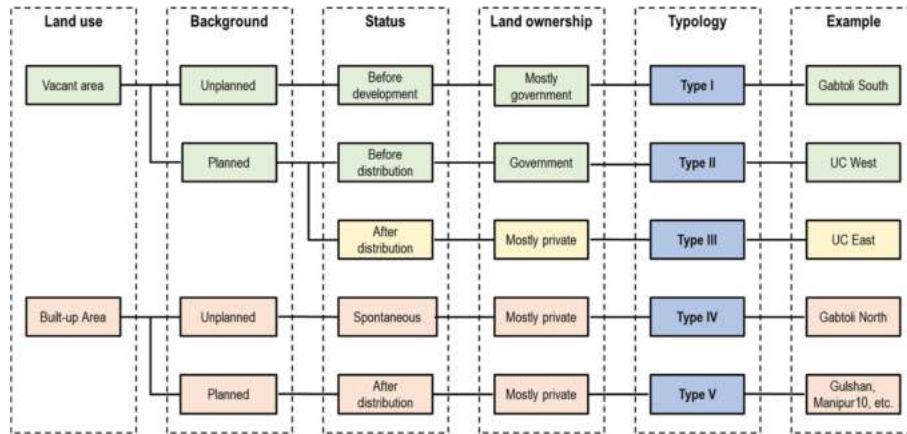 Land use Background Status Land ownership Typology Example
Vacant area Unplanned Before development Mostly government Type I Gabtoli South
Planned Before distribution Government Type II UC West
After distribution Mostly private Type III UC East
Built-up Area Unplanned Spontaneous Mostly private Type IV Gabtoli North
Planned After distribution Mostly private Type V Gulshan, Manipur10, etc.